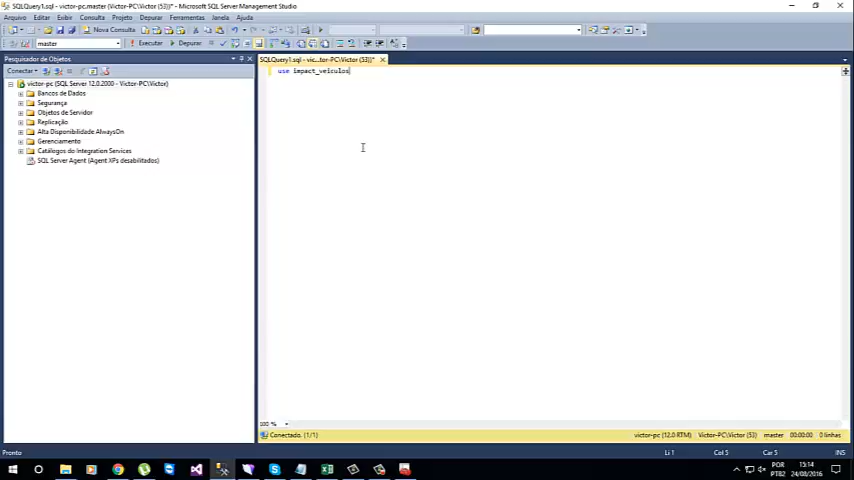 SQLQuery1.sql - victor-pc.master (Victor-PC\Victor (53))* - Microsoft SQL Server Management Studio
Arquivo Editar Exibir Consulta Projeto Depurar Ferramentas Janela Ajuda
Nova Consulta
master Executar Depurar
Pesquisador de Objetos
SQLQuery1.sql - vic...tor-PC\Victor (53))*
Conectar
use impact_veiculos
victor-pc (SQL Server 12.0.2000 - Victor-PC\Victor)
Bancos de Dados
Segurança
Objetos de Servidor
Replicação
Alta Disponibilidade AlwaysOn
Gerenciamento
Catálogos do Integration Services
SQL Server Agent (Agent XPs desabilitados)
100 %
Conectado. (1/1) victor-pc (12.0 RTM) Victor-PC\Victor (53) master 00:00:00 0 linhas
Pronto Li 1 Col 5 Car 5 INS
POR
PTB2
15:14
24/08/2016